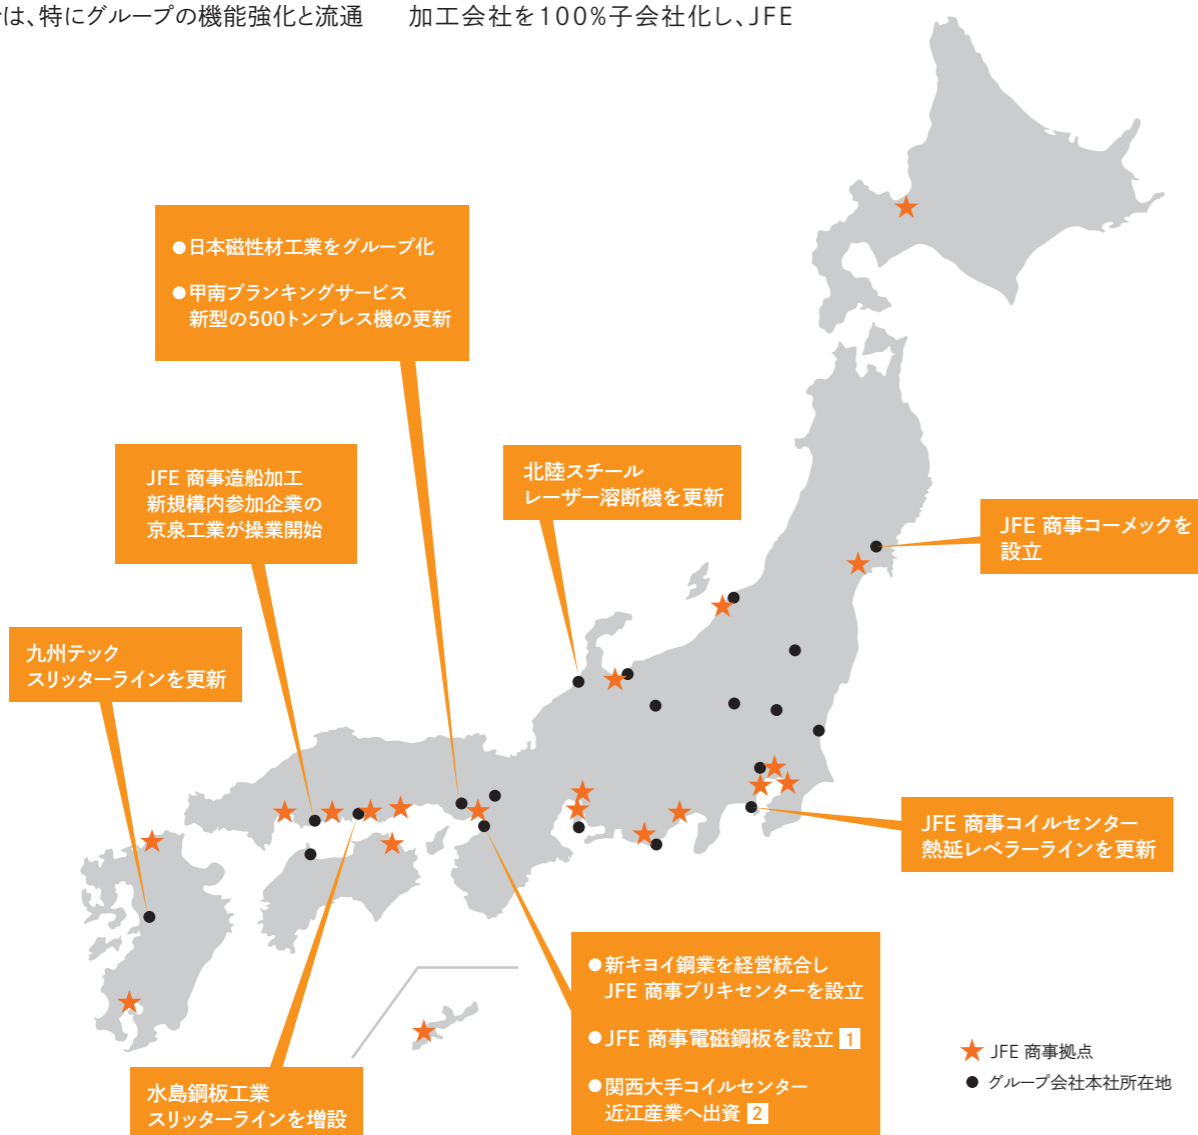 は、特にグループの機能強化と流通
加工会社を100%子会社化し、JFE
●日本磁性材工業をグループ化
●甲南ブランキングサービス
新型の500トンプレス機の更新
JFE 商事造船加工
新規構内参加企業の
京泉工業が操業開始
北陸スチール
レーザー溶断機を更新
JFE 商事コーメックを
設立
九州テック
スリッターラインを更新
JFE 商事コイルセンター
熱延レベラーラインを更新
●新キヨイ鋼業を経営統合し
JFE 商事ブリキセンターを設立
●JFE 商事電磁鋼板を設立 1
●関西大手コイルセンター
近江産業へ出資 2
水島鋼板工業
スリッターラインを増設
★ JFE 商事拠点
● グループ会社本社所在地